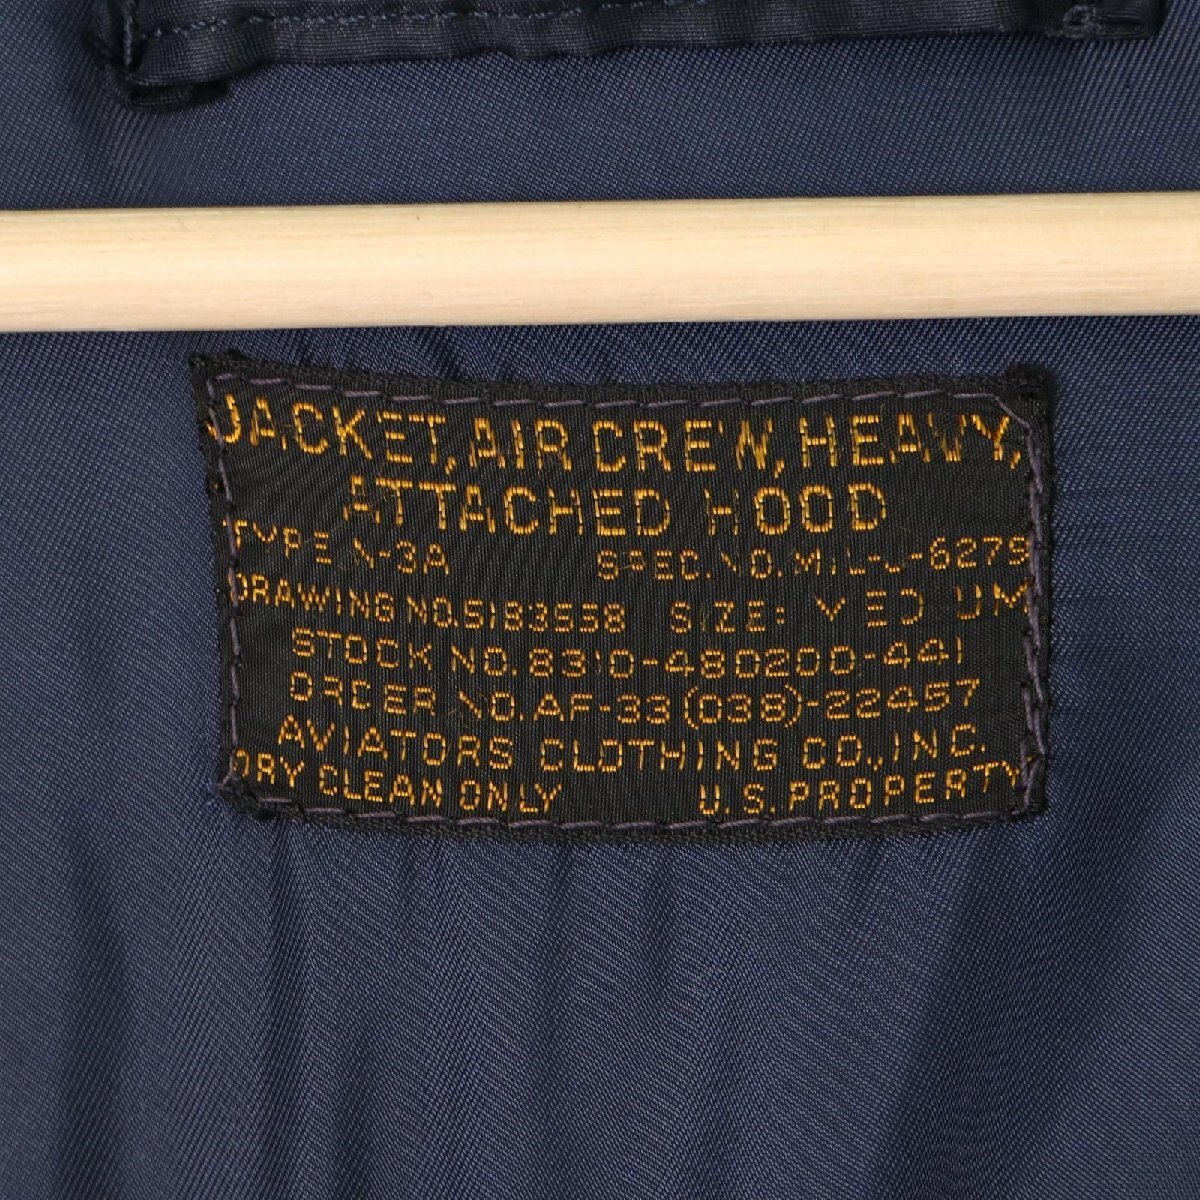 JACKET, AIR CREW, HEAVY,
ATTACHED HOOD
TYPE N-3A SPEC. NO. MIL-J-6279
DRAWING NO. 5183558 SIZE: MEDIUM
STOCK NO. 8310-480200-441
ORDER NO. AF-33 (038)-22457
AVIATORS CLOTHING CO., INC.
DRY CLEAN ONLY U.S. PROPERTY